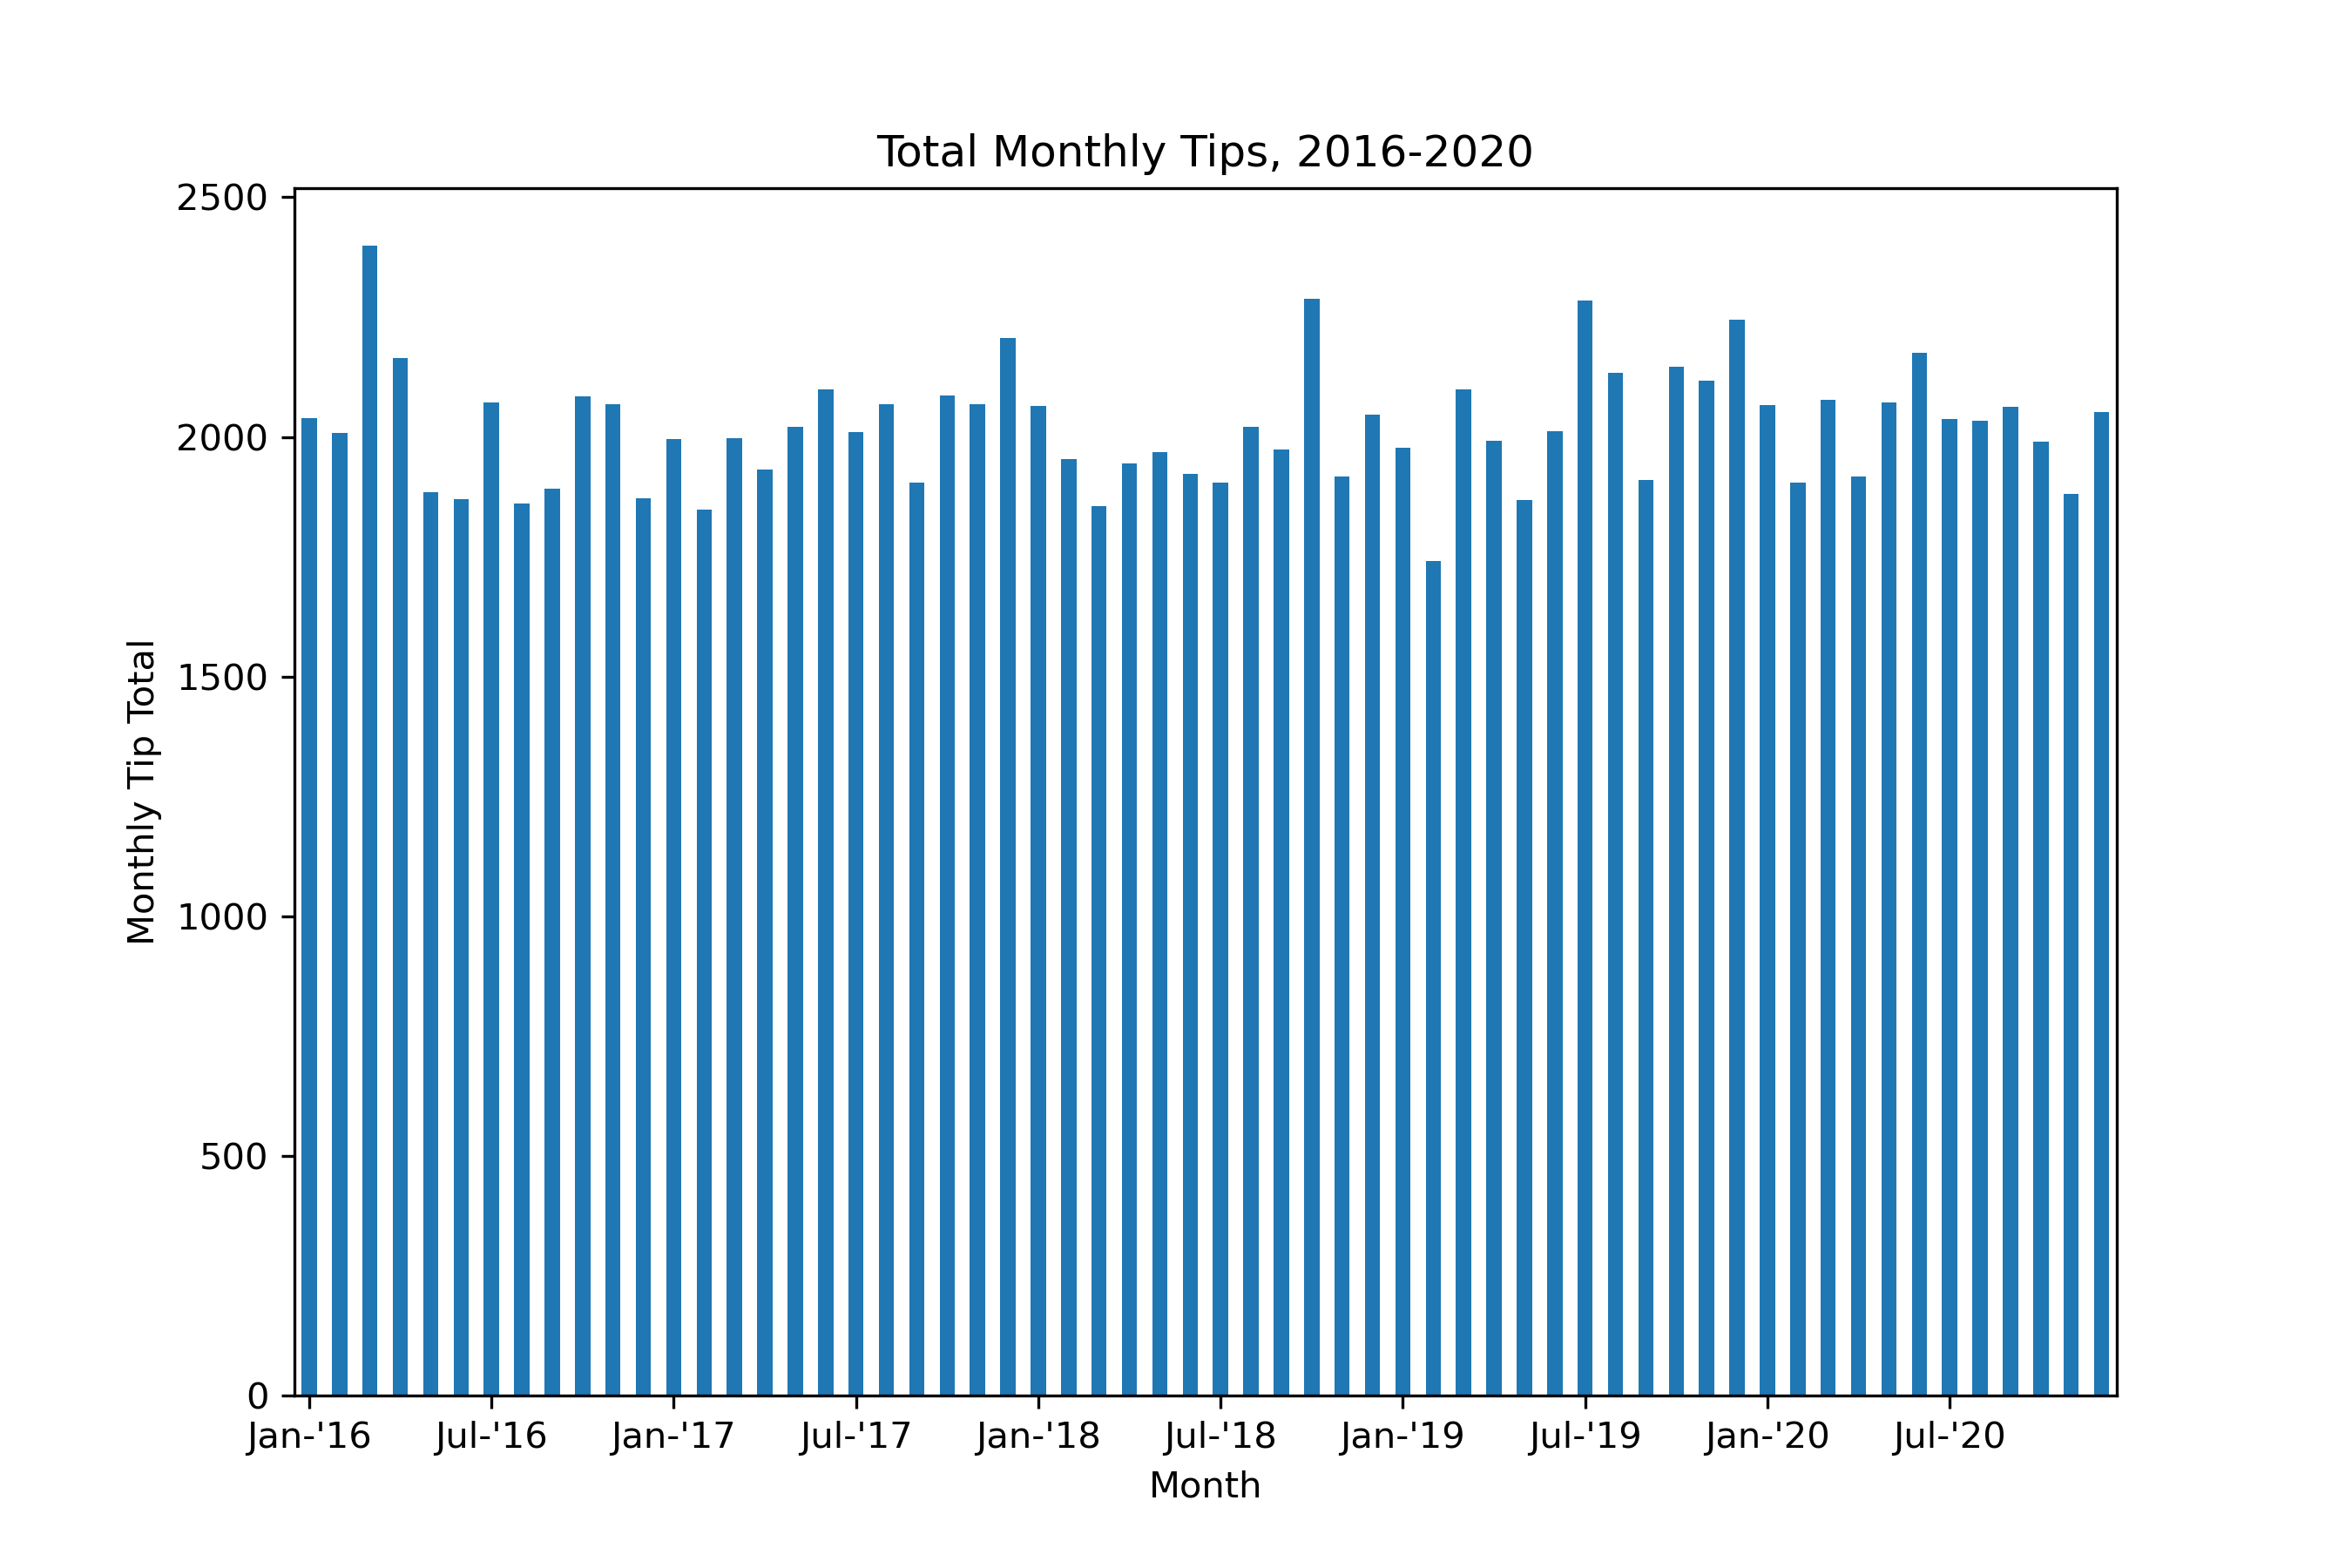 Total Monthly Tips, 2016-2020
2500
2000
1500
1000
500
0
Monthly Tip Total
Jan-'16 Jul-'16 Jan-'17 Jul-'17 Jan-'18 Jul-'18 Jan-'19 Jul-'19 Jan-'20 Jul-'20
Month